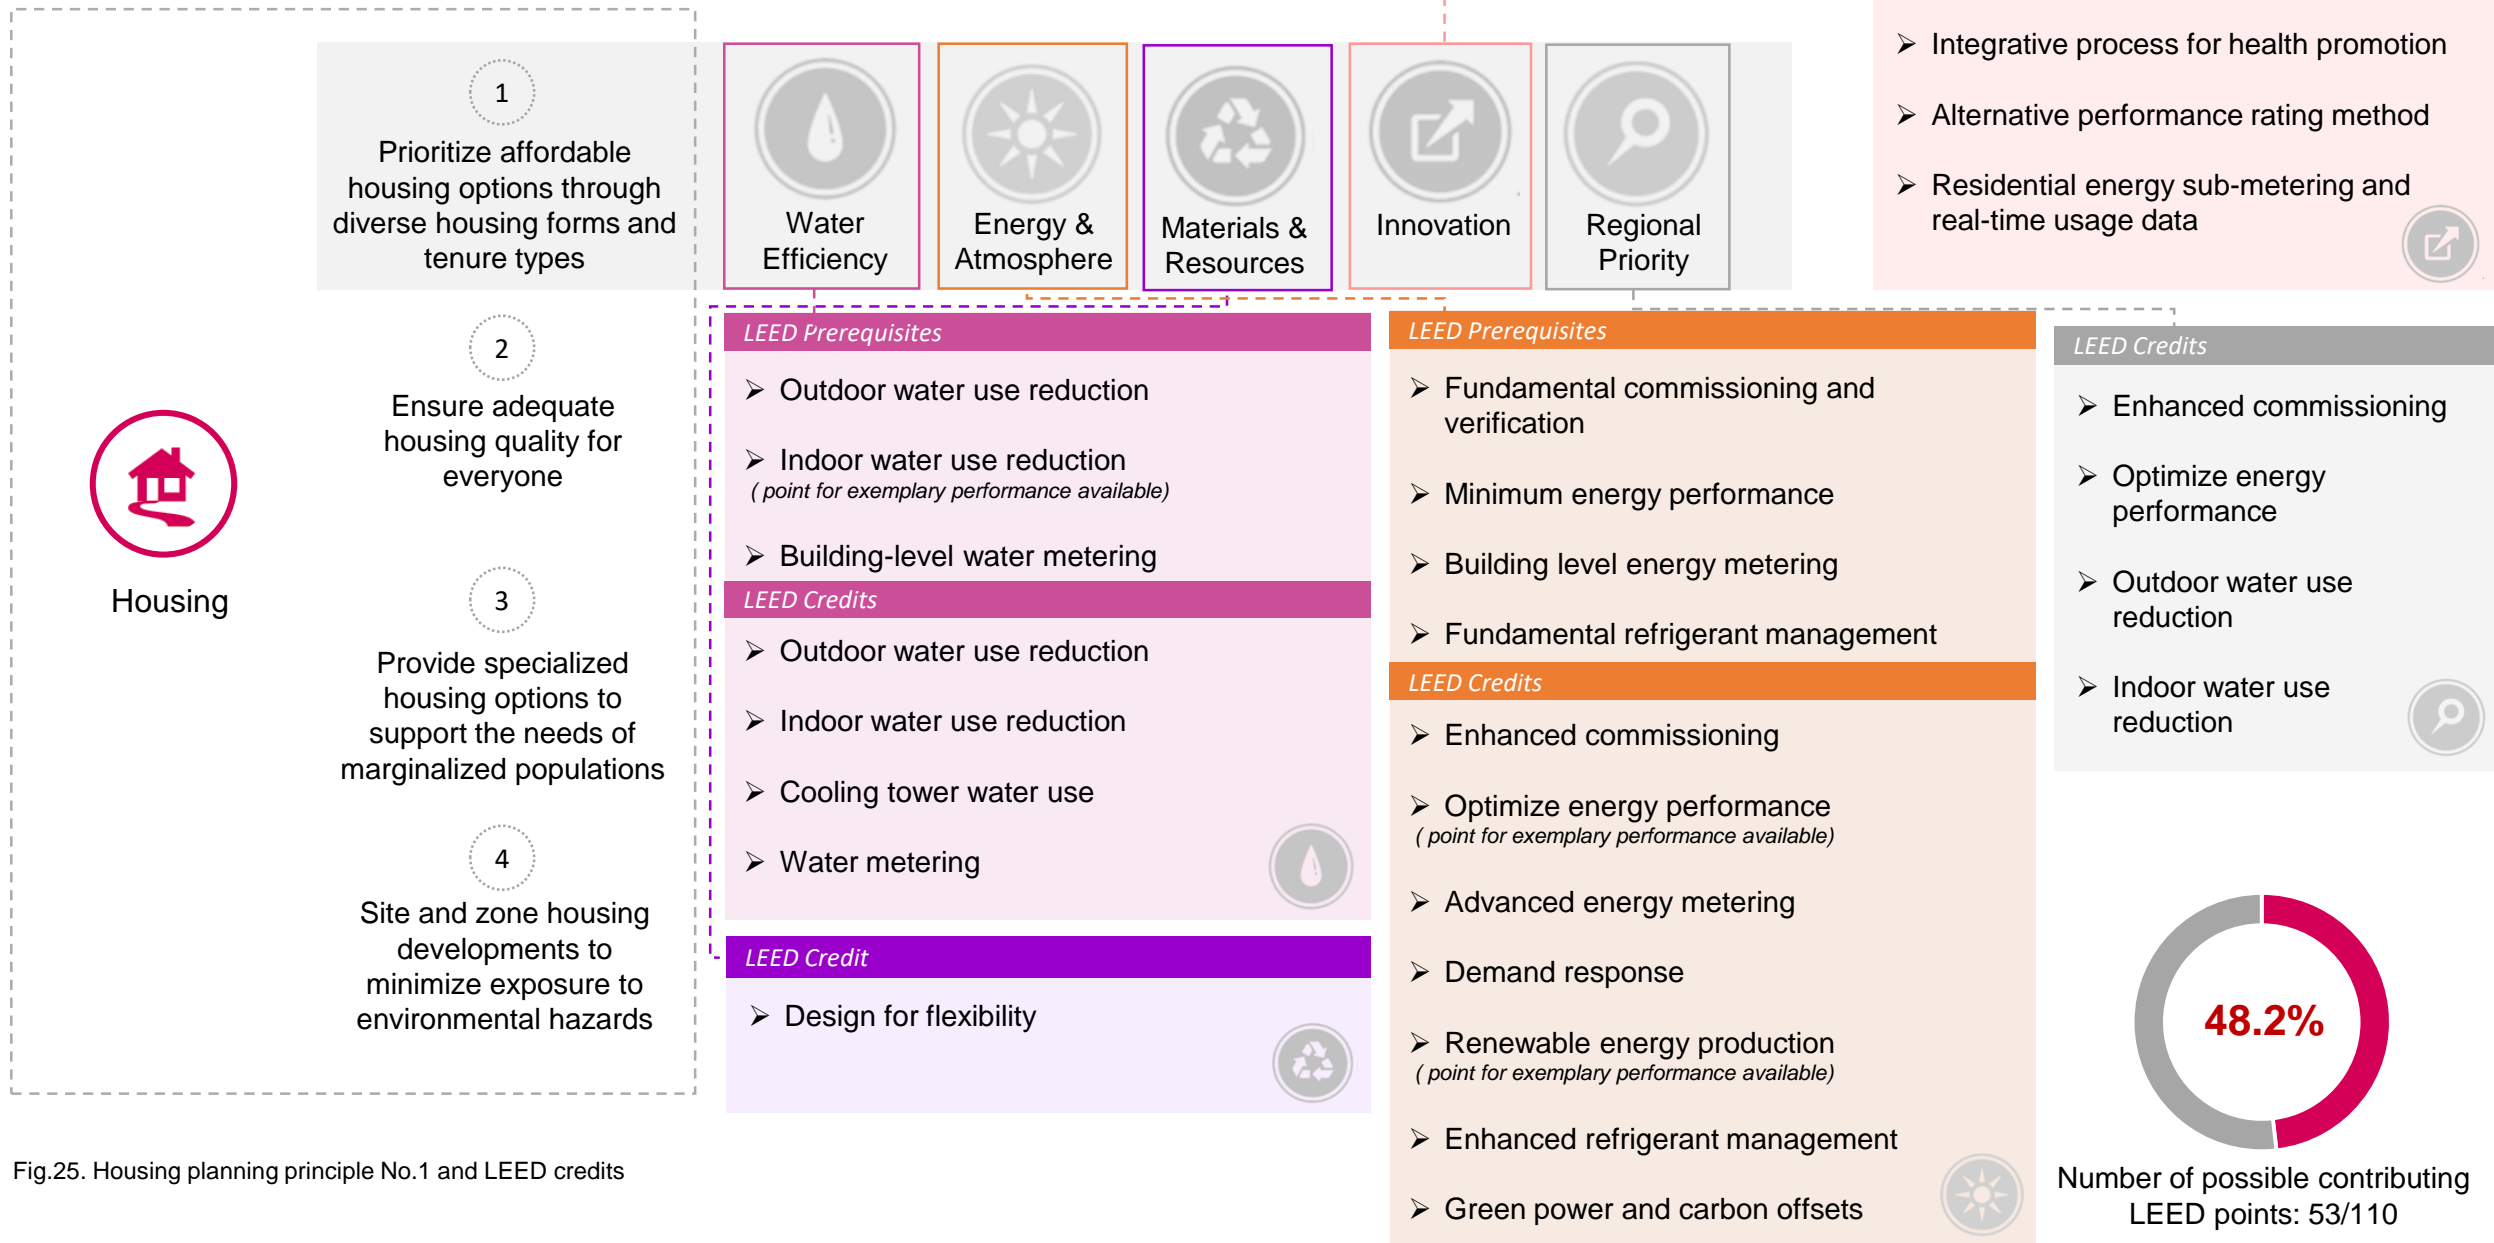 Housing
1
Prioritize affordable
housing options through
diverse housing forms and
tenure types
2
Ensure adequate
housing quality for
everyone
3
Provide specialized
housing options to
support the needs of
marginalized populations
4
Site and zone housing
developments to
minimize exposure to
environmental hazards
Water
Efficiency
Energy &
Atmosphere
Materials &
Resources
Innovation
Regional
Priority
➢ Integrative process for health promotion
➢ Alternative performance rating method
➢ Residential energy sub-metering and
real-time usage data
LEED Prerequisites
➢ Outdoor water use reduction
➢ Indoor water use reduction
( point for exemplary performance available)
➢ Building-level water metering
LEED Credits
➢ Outdoor water use reduction
➢ Indoor water use reduction
➢ Cooling tower water use
➢ Water metering
LEED Credit
➢ Design for flexibility
LEED Prerequisites
➢ Fundamental commissioning and
verification
➢ Minimum energy performance
➢ Building level energy metering
➢ Fundamental refrigerant management
LEED Credits
➢ Enhanced commissioning
➢ Optimize energy performance
( point for exemplary performance available)
➢ Advanced energy metering
➢ Demand response
➢ Renewable energy production
( point for exemplary performance available)
➢ Enhanced refrigerant management
➢ Green power and carbon offsets
LEED Credits
➢ Enhanced commissioning
➢ Optimize energy
performance
➢ Outdoor water use
reduction
➢ Indoor water use
reduction
48.2%
Number of possible contributing
LEED points: 53/110
Fig.25. Housing planning principle No.1 and LEED credits